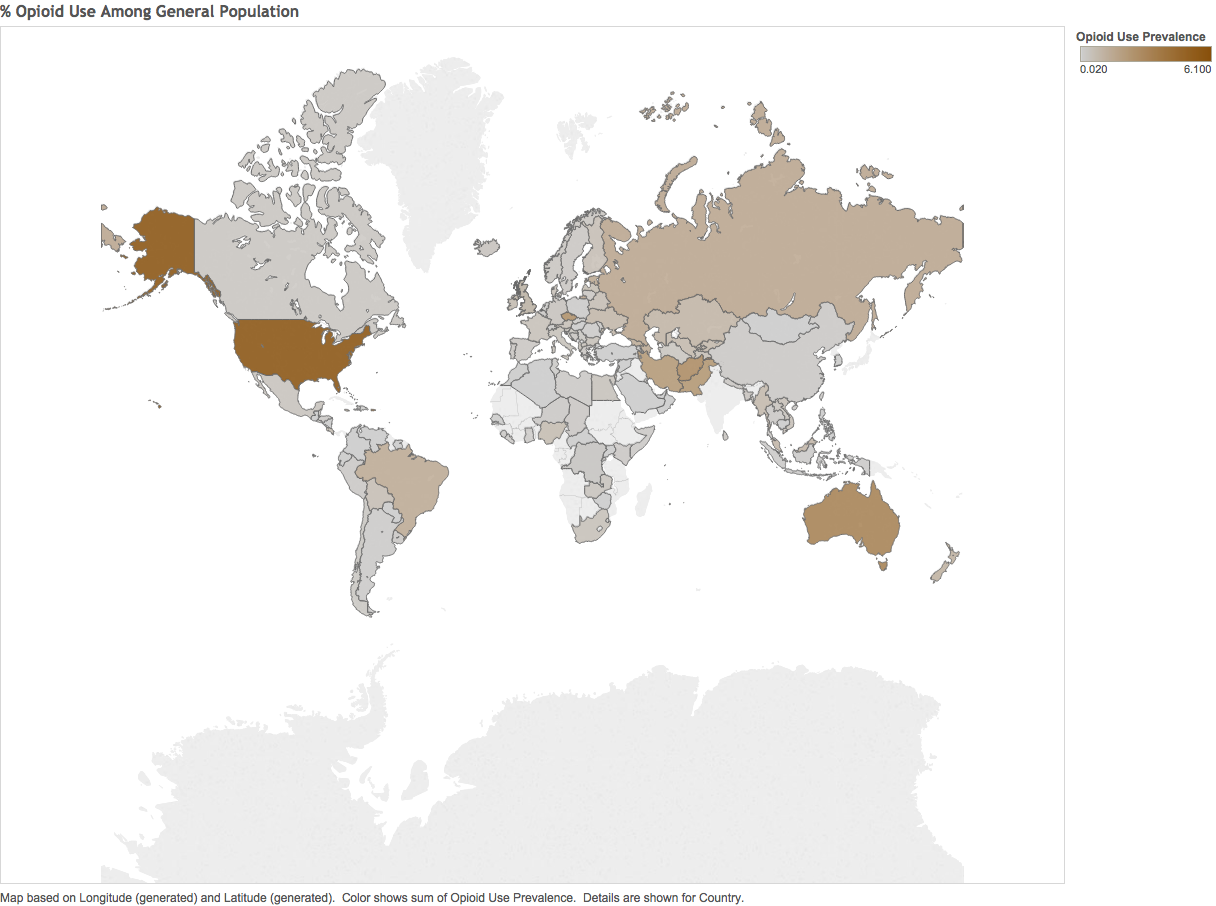 % Opioid Use Among General Population
Opioid Use Prevalence
0.020 6.100
Map based on Longitude (generated) and Latitude (generated).  Color shows sum of Opioid Use Prevalence.  Details are shown for Country.